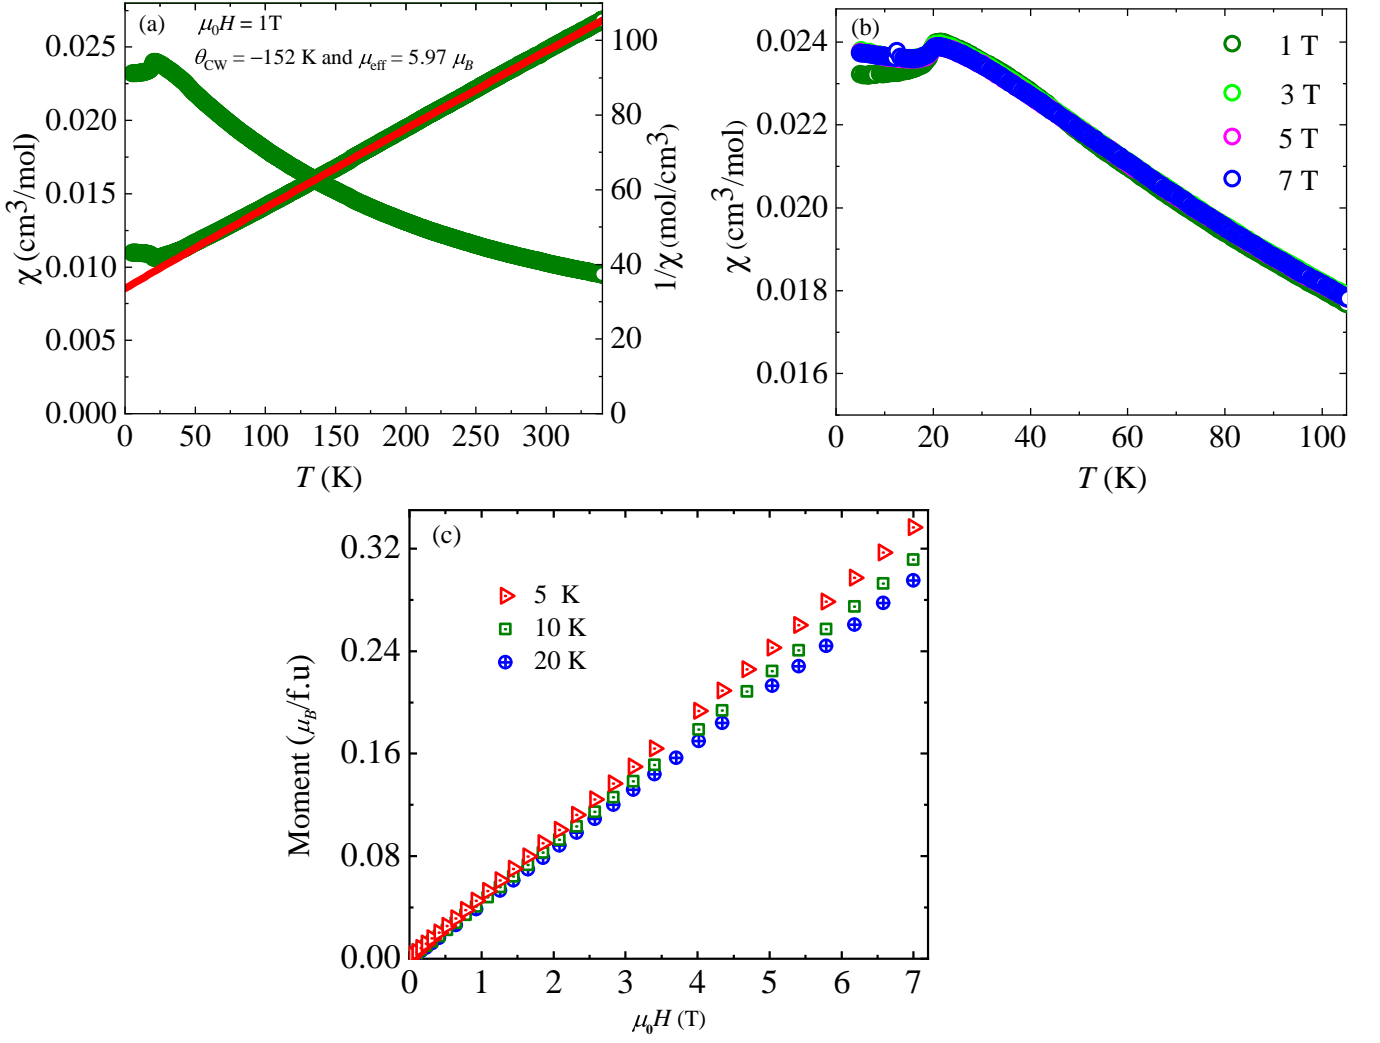 (a)
μ₀H = 1T
θ_CW = −152 K and μ_eff = 5.97 μ_B
0.025
0.020
0.015
0.010
0.005
0.000
χ (cm³/mol)
100
80
60
40
20
0
1/χ (mol/cm³)
0 50 100 150 200 250 300
T (K)
(b)
1 T
3 T
5 T
7 T
0.024
0.022
0.020
0.018
0.016
χ (cm³/mol)
0 20 40 60 80 100
T (K)
(c)
5 K
10 K
20 K
0.32
0.24
0.16
0.08
0.00
Moment (μ_B/f.u)
0 1 2 3 4 5 6 7
μ₀H (T)